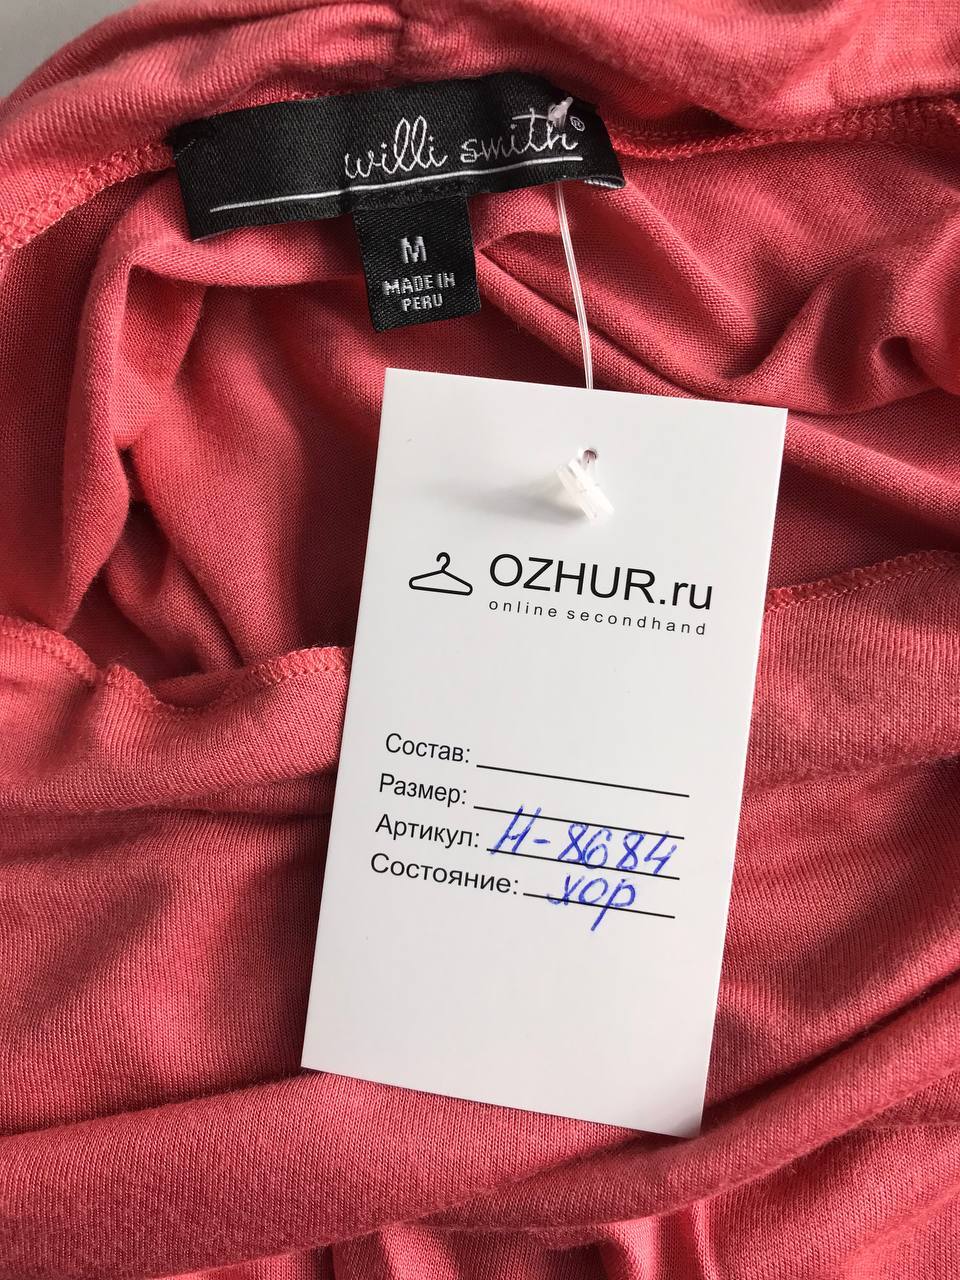 willi smith®
M
MADE IN
PERU
OZHUR.ru
online secondhand
Состав:
Размер:
Артикул: Н-8684
Состояние: хор